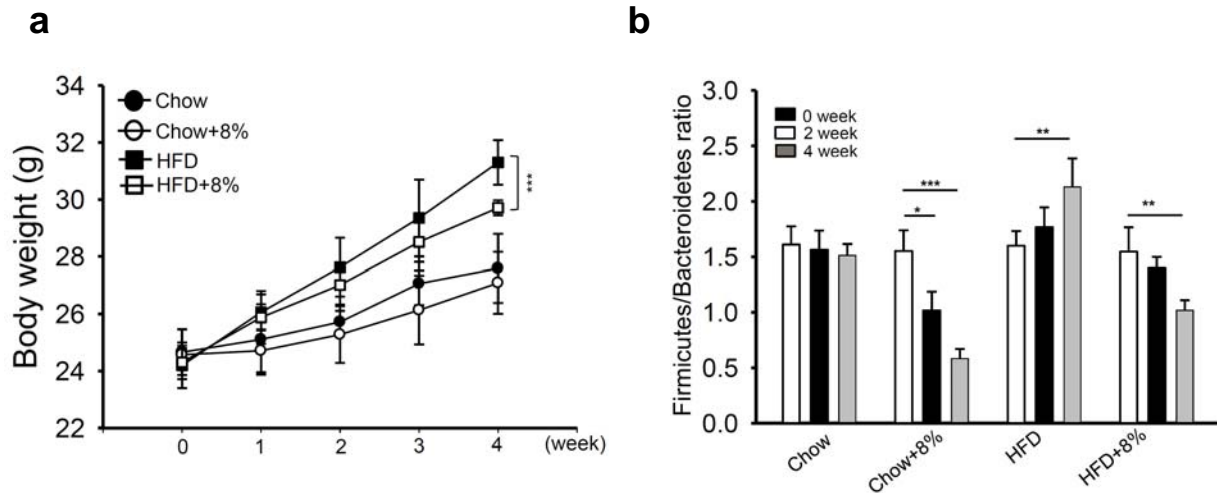 a
Body weight (g)
34
32
30
28
26
24
22
Chow
Chow+8%
HFD
HFD+8%
***
0 1 2 3 4 (week)
b
Firmicutes/Bacteroidetes ratio
3.0
2.5
2.0
1.5
1.0
0.5
0.0
0 week
2 week
4 week
***
*
**
**
Chow
Chow+8%
HFD
HFD+8%